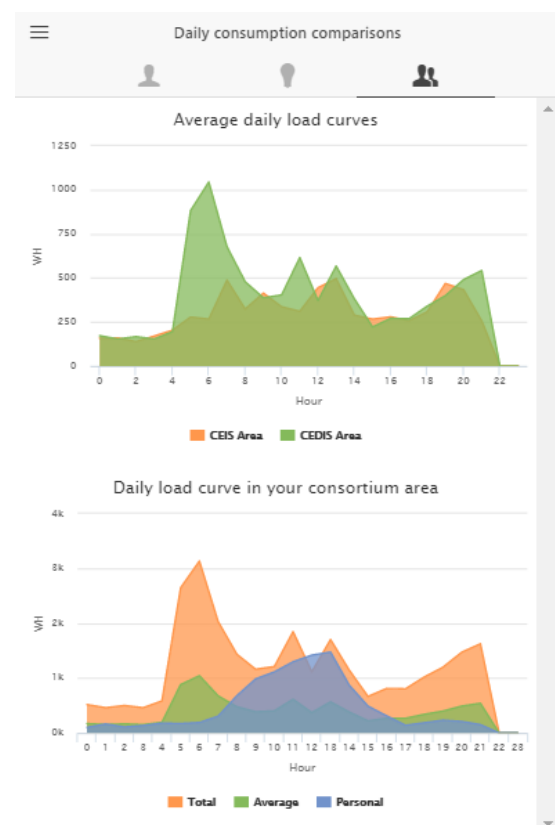 Daily consumption comparisons
Average daily load curves
1250
1000
750
500
250
0
WH
0 2 4 6 8 10 12 14 16 18 20 22
Hour
CEIS Area CEDIS Area
Daily load curve in your consortium area
4k
3k
2k
1k
0k
WH
0 1 2 3 4 5 6 7 8 9 10 11 12 13 14 15 16 17 18 19 20 21 22 23
Hour
Total Average Personal